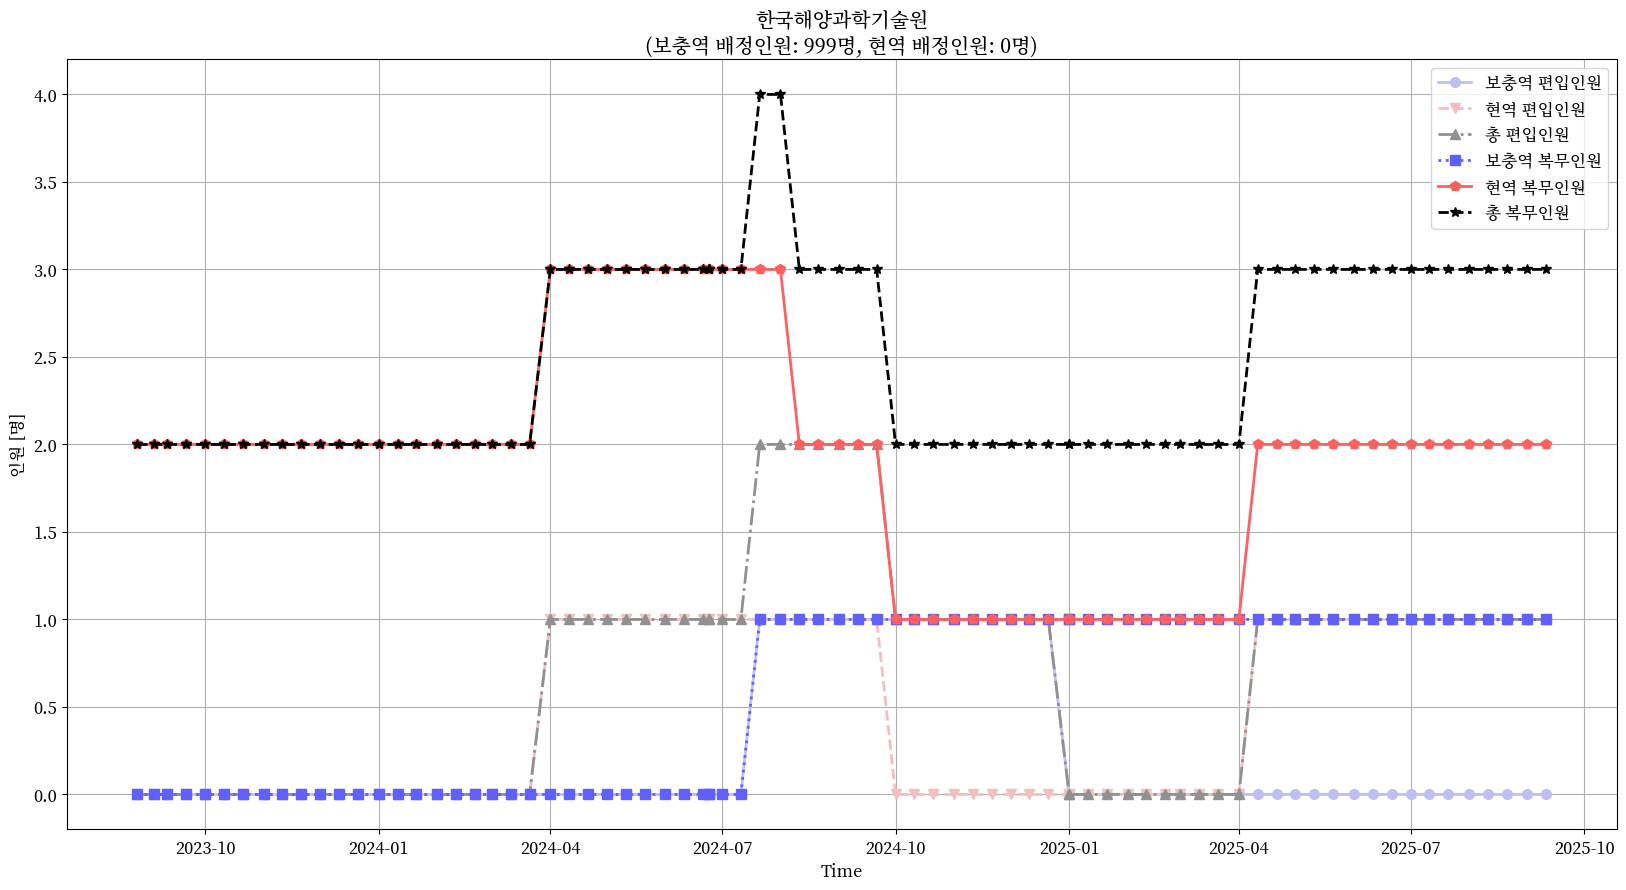 한국해양과학기술원
(보충역 배정인원: 999명, 현역 배정인원: 0명)
보충역 편입인원
현역 편입인원
총 편입인원
보충역 복무인원
현역 복무인원
총 복무인원
4.0
3.5
3.0
2.5
2.0
1.5
1.0
0.5
0.0
인원 [명]
2023-10
2024-01
2024-04
2024-07
2024-10
2025-01
2025-04
2025-07
2025-10
Time